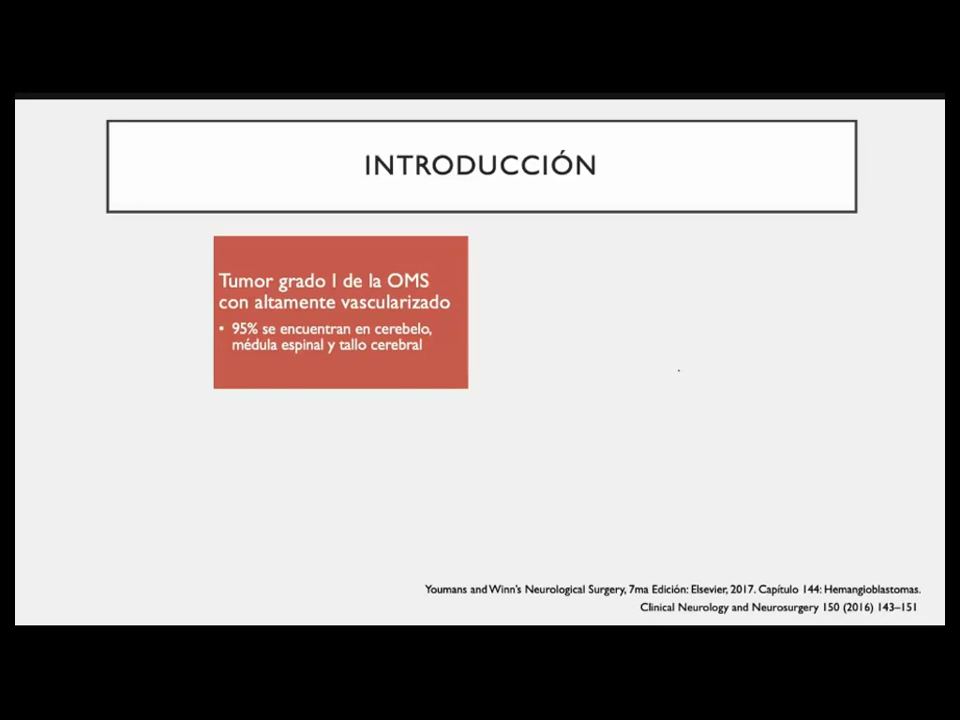 INTRODUCCIÓN
Tumor grado I de la OMS
con altamente vascularizado
• 95% se encuentran en cerebelo,
médula espinal y tallo cerebral
Youmans and Winn's Neurological Surgery, 7ma Edición: Elsevier, 2017. Capítulo 144: Hemangioblastomas.
Clinical Neurology and Neurosurgery 150 (2016) 143–151